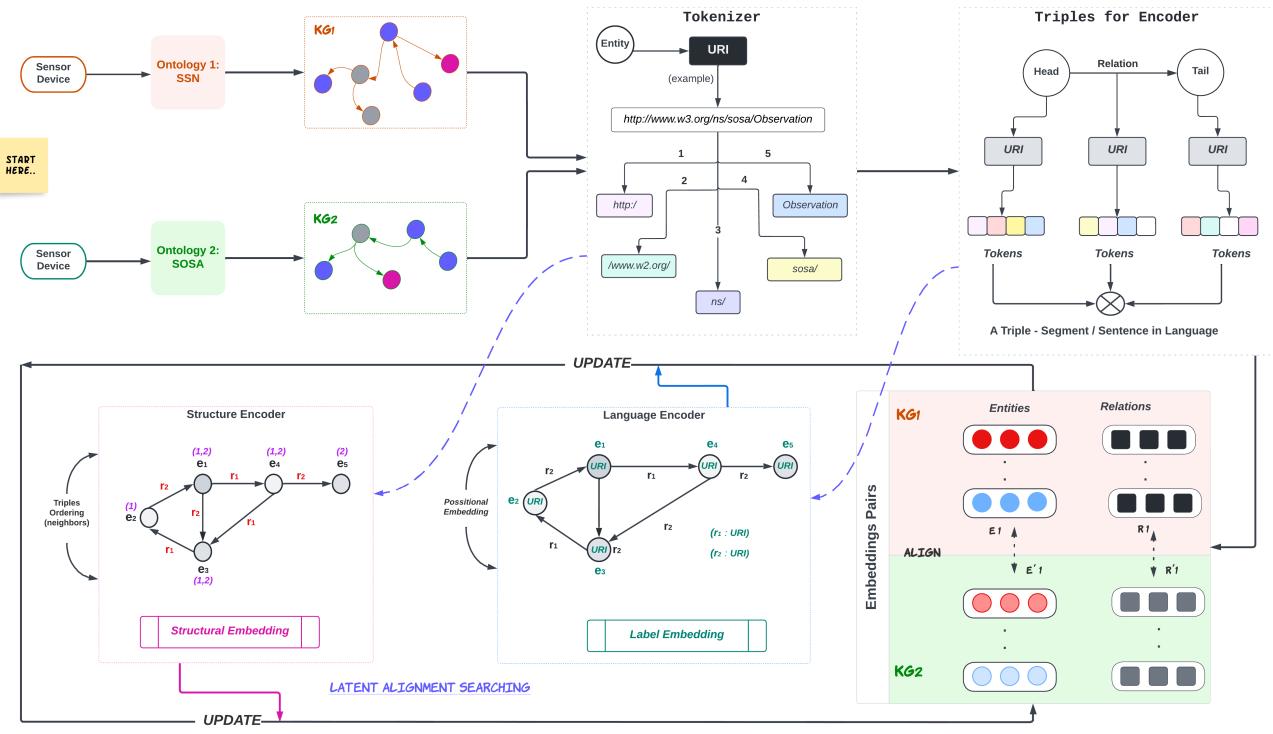 START
HERE..
Sensor
Device
Ontology 1:
SSN
KG1
Sensor
Device
Ontology 2:
SOSA
KG2
Tokenizer
Entity
URI
(example)
http://www.w3.org/ns/sosa/Observation
1
5
2
4
3
http:/
Observation
/www.w2.org/
sosa/
ns/
Triples for Encoder
Head
Relation
Tail
URI
URI
URI
Tokens
Tokens
Tokens
A Triple - Segment / Sentence in Language
UPDATE
Structure Encoder
Triples
Ordering
(neighbors)
(1,2)
e1
(1,2)
e4
(2)
e5
(1)
e2
r2
r1
r2
r2
r1
r1
e3
(1,2)
Structural Embedding
Language Encoder
Possitional
Embedding
e1
e4
e5
URI
URI
URI
e2
URI
r2
r1
r2
r1
r2
URI
r2
e3
(r1 : URI)
(r2 : URI)
Label Embedding
LATENT ALIGNMENT SEARCHING
UPDATE
Embeddings Pairs
KG1
Entities
Relations
E1
R1
ALIGN
E'1
R'1
KG2